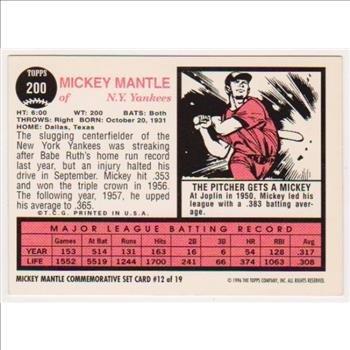 TOPPS
200
MICKEY MANTLE
of N.Y. Yankees
HT: 6:00 WT: 200 BATS: Both
THROWS: Right BORN: October 20, 1931
HOME: Dallas, Texas
The slugging centerfielder of the
New York Yankees was streaking
after Babe Ruth's home run record
last year, but an injury halted his
drive in September. Mickey hit .353
and won the triple crown in 1956.
The following year, 1957, he upped
his average to .365.
©T.C.G. PRINTED IN U.S.A.
THE PITCHER GETS A MICKEY
At Joplin in 1950, Mickey led his
league with a .383 batting aver-
age.
MAJOR LEAGUE BATTING RECORD
Games At Bat Runs Hits 2B 3B HR RBI Avg.
YEAR 153 514 131 163 16 6 54 128 .317
LIFE 1552 5519 1244 1700 241 66 374 1063 .308
MICKEY MANTLE COMMEMORATIVE SET CARD #12 of 19
© 1996 THE TOPPS COMPANY, INC. ALL RIGHTS RESERVED.